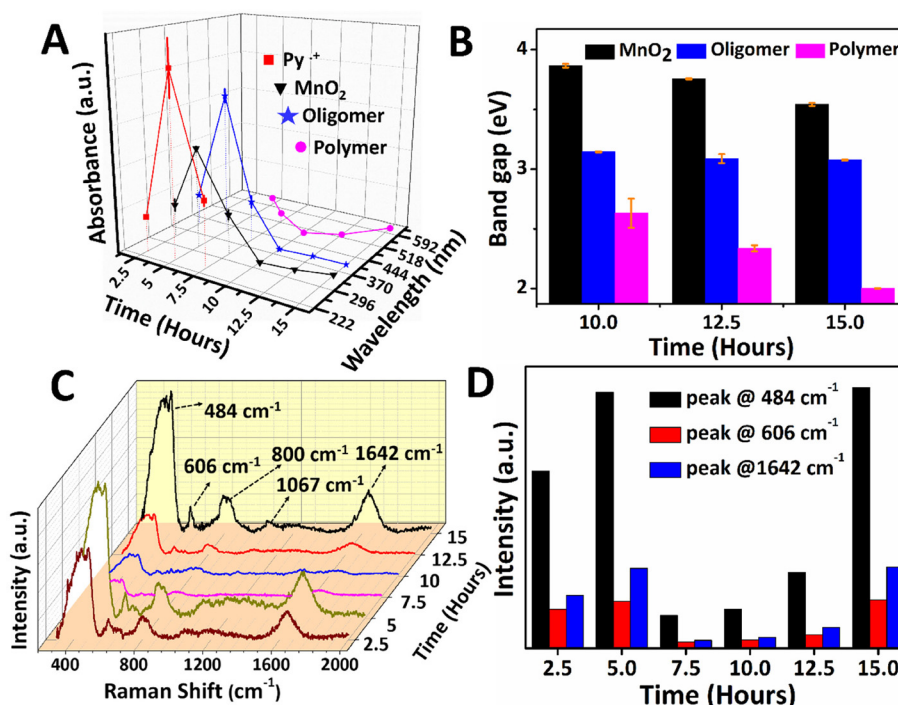 A
Absorbance (a.u.)
Py ·+
MnO2
Oligomer
Polymer
2.5
5
7.5
10
12.5
15
Time (Hours)
222
296
370
444
518
592
Wavelength (nm)
B
MnO2 Oligomer Polymer
Band gap (eV)
4
3
2
10.0 12.5 15.0
Time (Hours)
C
Intensity (a.u.)
484 cm-1
606 cm-1
800 cm-1
1067 cm-1
1642 cm-1
400 800 1200 1600 2000
Raman Shift (cm-1)
15
12.5
10
7.5
5
2.5
Time (Hours)
D
Intensity (a.u.)
peak @ 484 cm-1
peak @ 606 cm-1
peak @1642 cm-1
2.5 5.0 7.5 10.0 12.5 15.0
Time (Hours)